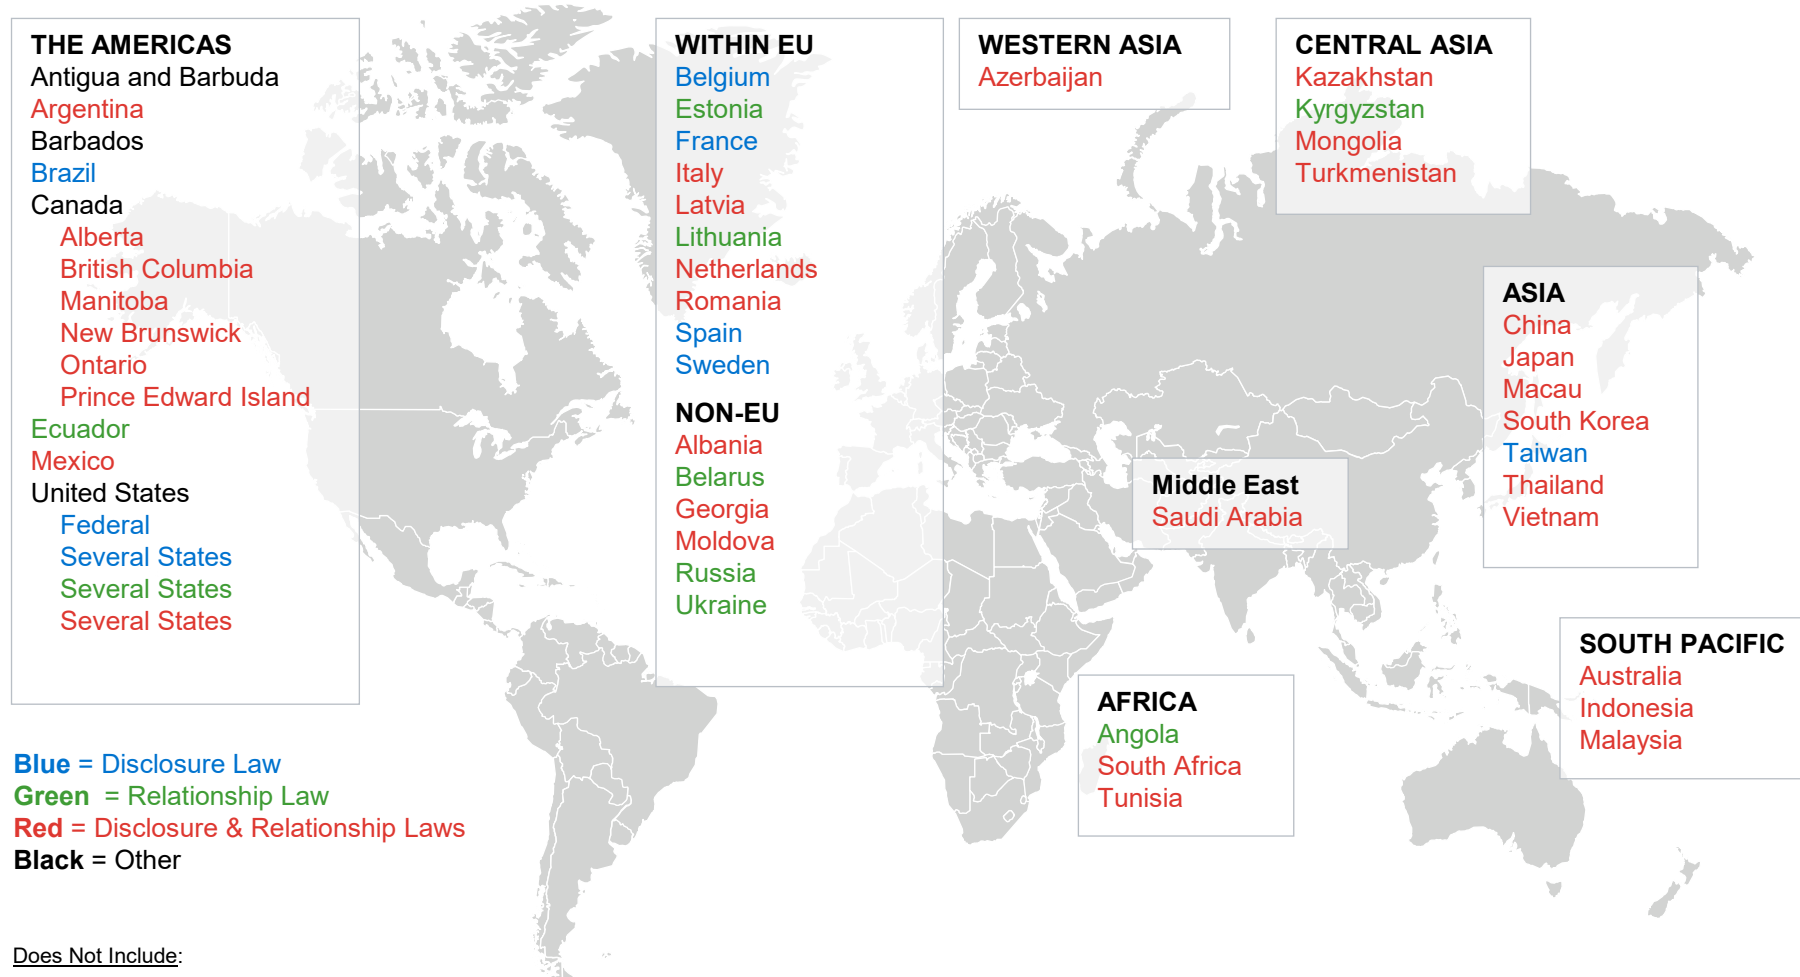 THE AMERICAS
Antigua and Barbuda
Argentina
Barbados
Brazil
Canada
Alberta
British Columbia
Manitoba
New Brunswick
Ontario
Prince Edward Island
Ecuador
Mexico
United States
Federal
Several States
Several States
Several States
WITHIN EU
Belgium
Estonia
France
Italy
Latvia
Lithuania
Netherlands
Romania
Spain
Sweden
NON-EU
Albania
Belarus
Georgia
Moldova
Russia
Ukraine
WESTERN ASIA
Azerbaijan
CENTRAL ASIA
Kazakhstan
Kyrgyzstan
Mongolia
Turkmenistan
ASIA
China
Japan
Macau
South Korea
Taiwan
Thailand
Vietnam
Middle East
Saudi Arabia
AFRICA
Angola
South Africa
Tunisia
SOUTH PACIFIC
Australia
Indonesia
Malaysia
Blue = Disclosure Law
Green = Relationship Law
Red = Disclosure & Relationship Laws
Black = Other
Does Not Include: